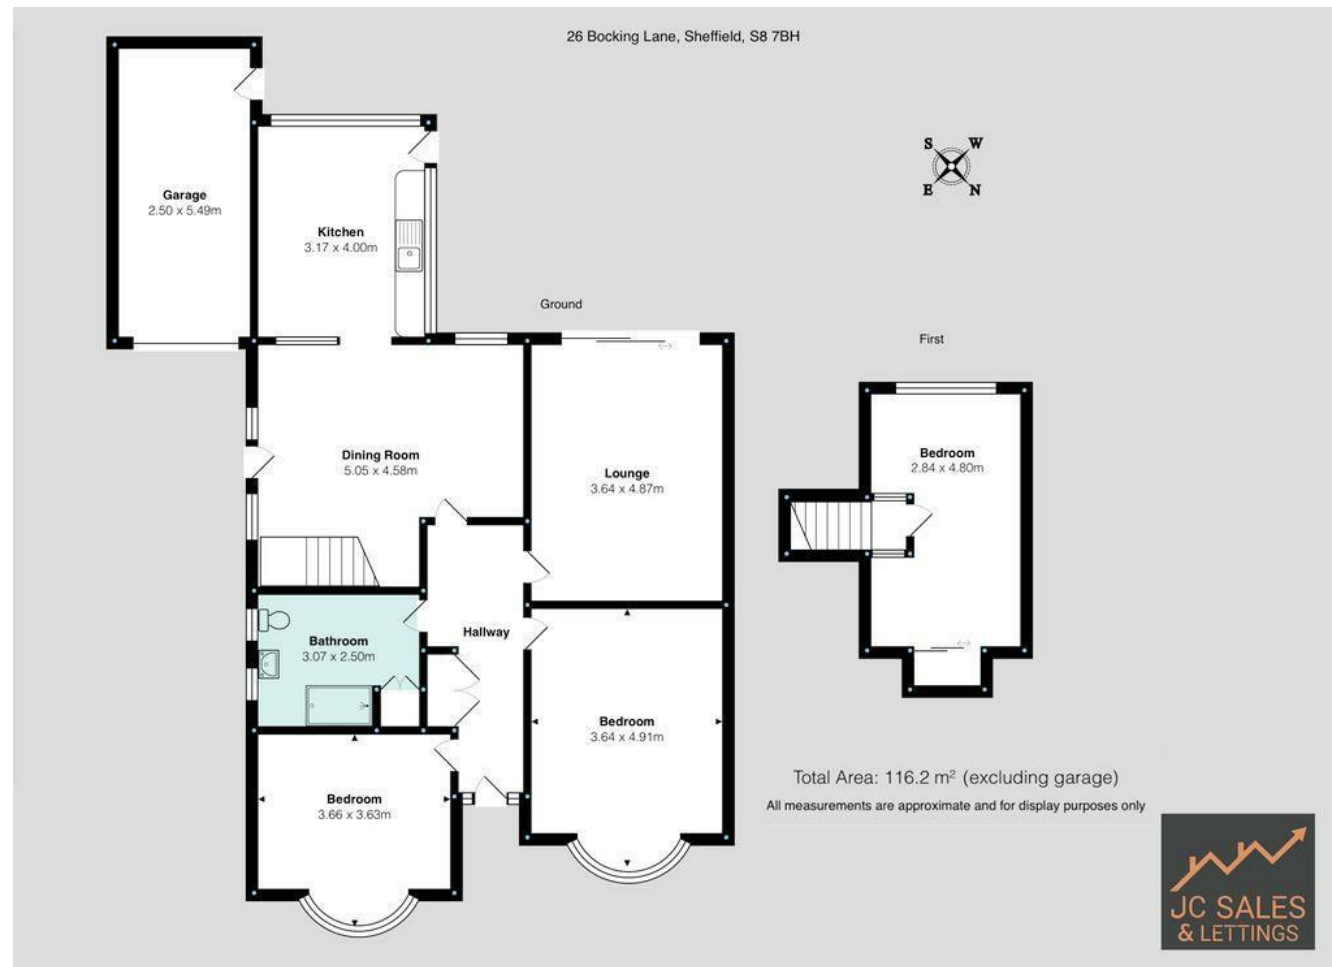 26 Bocking Lane, Sheffield, S8 7BH
S W
E N
Garage
2.50 x 5.49m
Kitchen
3.17 x 4.00m
Ground
First
Dining Room
5.05 x 4.58m
Lounge
3.64 x 4.87m
Bedroom
2.84 x 4.80m
Hallway
Bathroom
3.07 x 2.50m
Bedroom
3.64 x 4.91m
Bedroom
3.66 x 3.63m
Total Area: 116.2 m² (excluding garage)
All measurements are approximate and for display purposes only
JC SALES
& LETTINGS